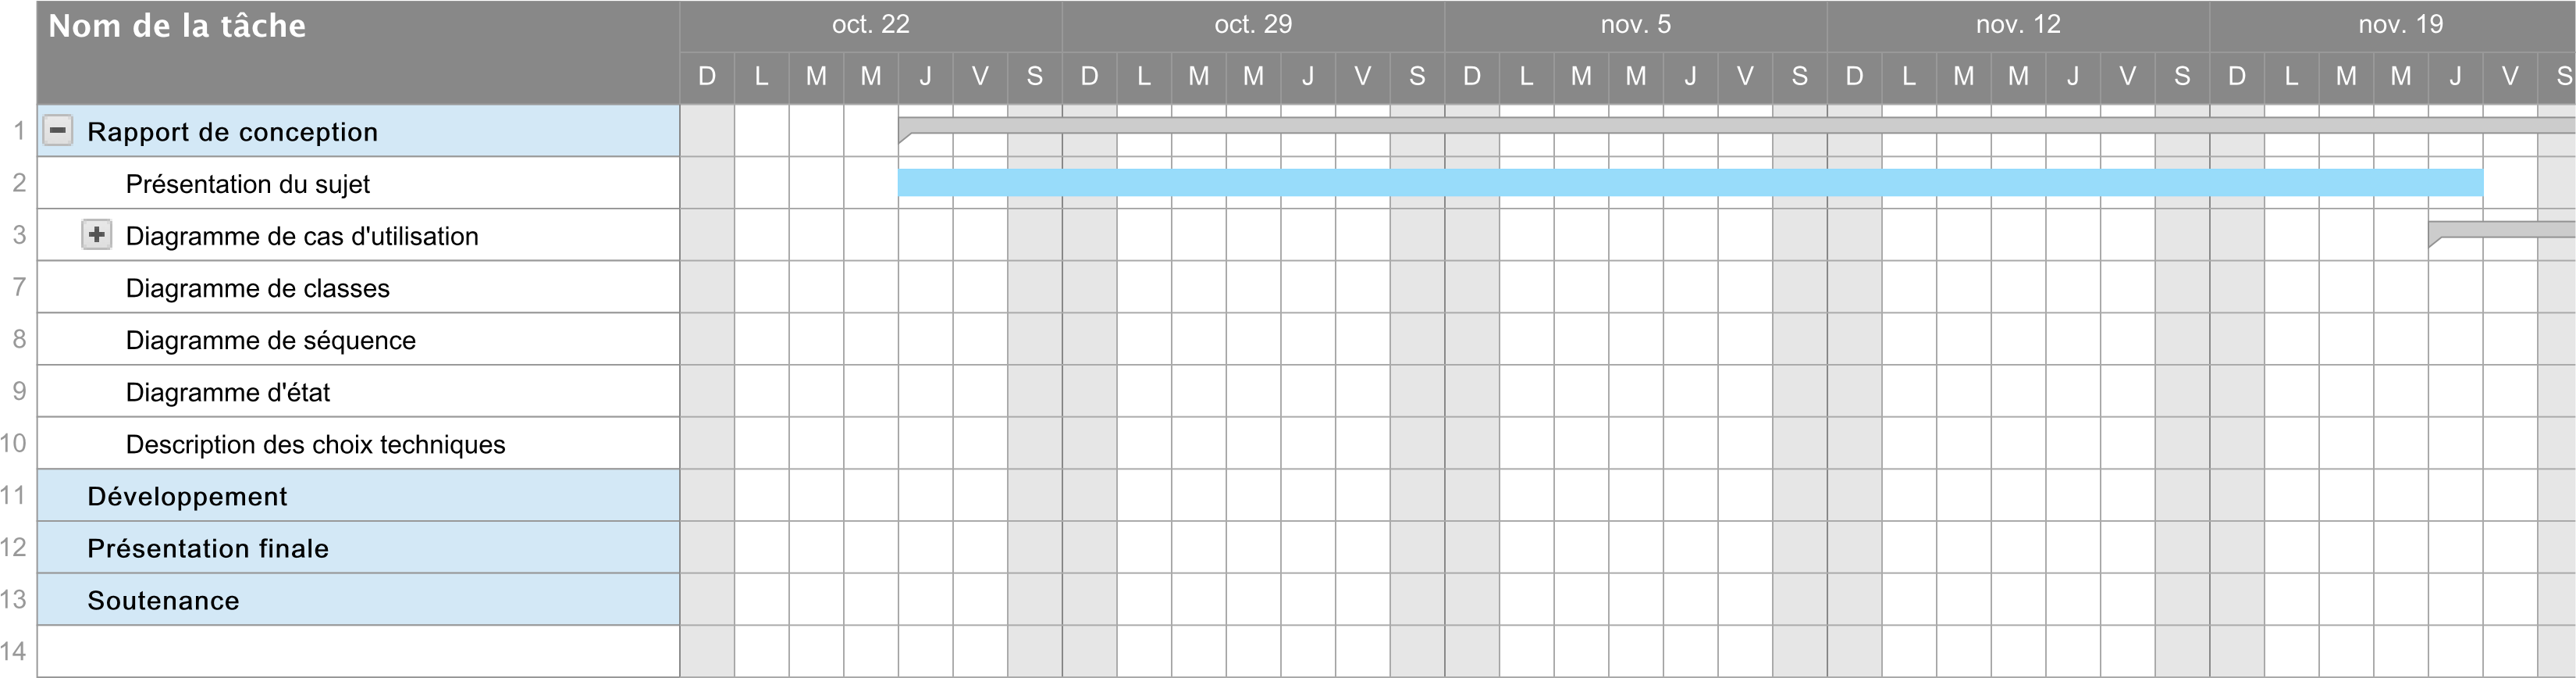 Nom de la tâche
oct. 22 oct. 29 nov. 5 nov. 12 nov. 19
D L M M J V S D L M M J V S D L M M J V S D L M M J V S D L M M J V S
1 Rapport de conception
2 Présentation du sujet
3 Diagramme de cas d'utilisation
7 Diagramme de classes
8 Diagramme de séquence
9 Diagramme d'état
10 Description des choix techniques
11 Développement
12 Présentation finale
13 Soutenance
14